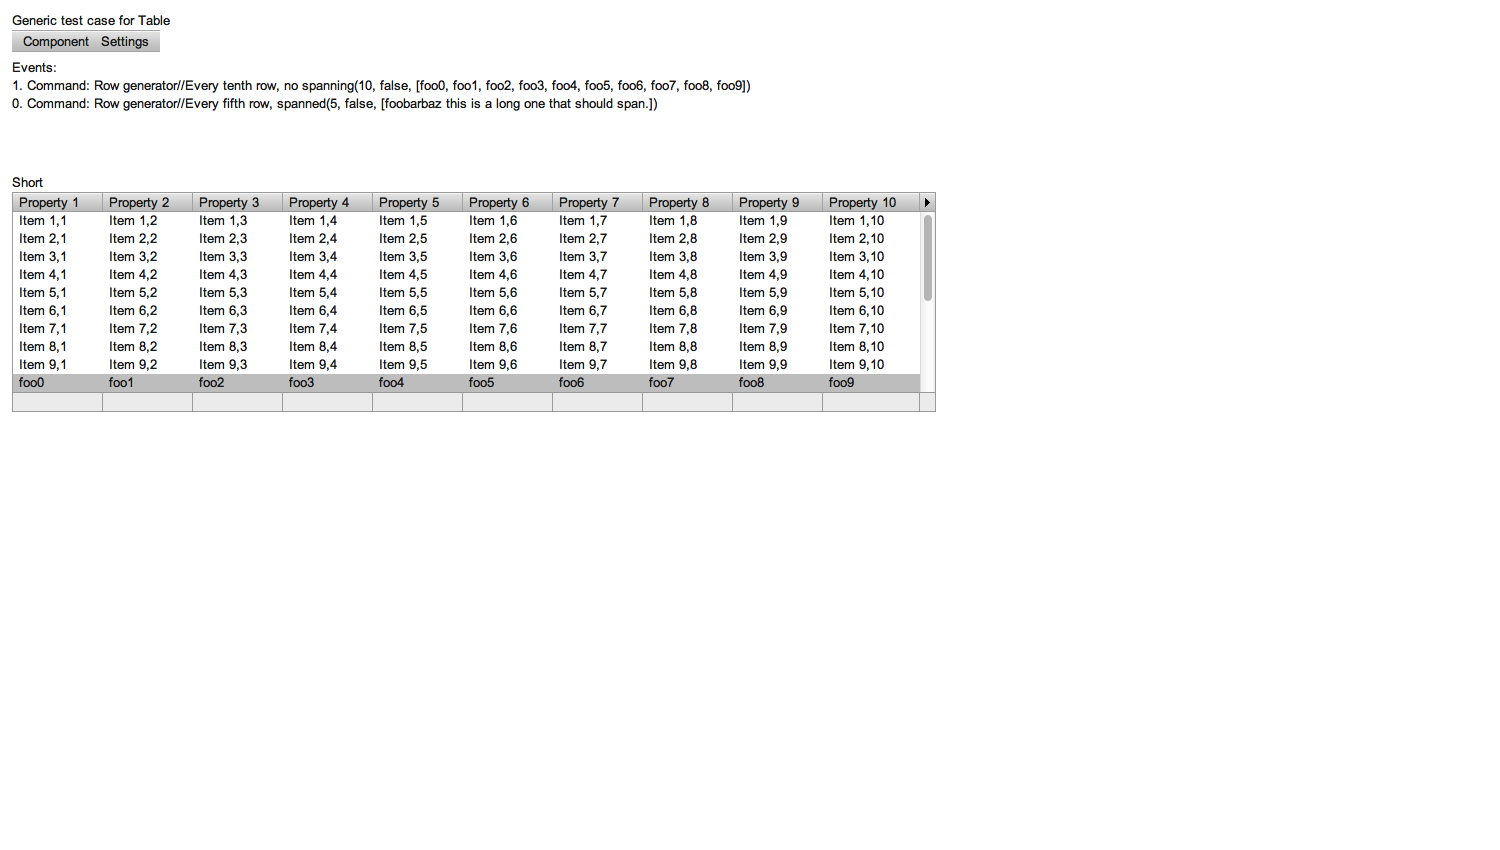 Generic test case for Table
Component Settings
Events:
1. Command: Row generator//Every tenth row, no spanning(10, false, [foo0, foo1, foo2, foo3, foo4, foo5, foo6, foo7, foo8, foo9])
0. Command: Row generator//Every fifth row, spanned(5, false, [foobarbaz this is a long one that should span.])
Short
Property 1 Property 2 Property 3 Property 4 Property 5 Property 6 Property 7 Property 8 Property 9 Property 10
Item 1,1 Item 1,2 Item 1,3 Item 1,4 Item 1,5 Item 1,6 Item 1,7 Item 1,8 Item 1,9 Item 1,10
Item 2,1 Item 2,2 Item 2,3 Item 2,4 Item 2,5 Item 2,6 Item 2,7 Item 2,8 Item 2,9 Item 2,10
Item 3,1 Item 3,2 Item 3,3 Item 3,4 Item 3,5 Item 3,6 Item 3,7 Item 3,8 Item 3,9 Item 3,10
Item 4,1 Item 4,2 Item 4,3 Item 4,4 Item 4,5 Item 4,6 Item 4,7 Item 4,8 Item 4,9 Item 4,10
Item 5,1 Item 5,2 Item 5,3 Item 5,4 Item 5,5 Item 5,6 Item 5,7 Item 5,8 Item 5,9 Item 5,10
Item 6,1 Item 6,2 Item 6,3 Item 6,4 Item 6,5 Item 6,6 Item 6,7 Item 6,8 Item 6,9 Item 6,10
Item 7,1 Item 7,2 Item 7,3 Item 7,4 Item 7,5 Item 7,6 Item 7,7 Item 7,8 Item 7,9 Item 7,10
Item 8,1 Item 8,2 Item 8,3 Item 8,4 Item 8,5 Item 8,6 Item 8,7 Item 8,8 Item 8,9 Item 8,10
Item 9,1 Item 9,2 Item 9,3 Item 9,4 Item 9,5 Item 9,6 Item 9,7 Item 9,8 Item 9,9 Item 9,10
foo0 foo1 foo2 foo3 foo4 foo5 foo6 foo7 foo8 foo9